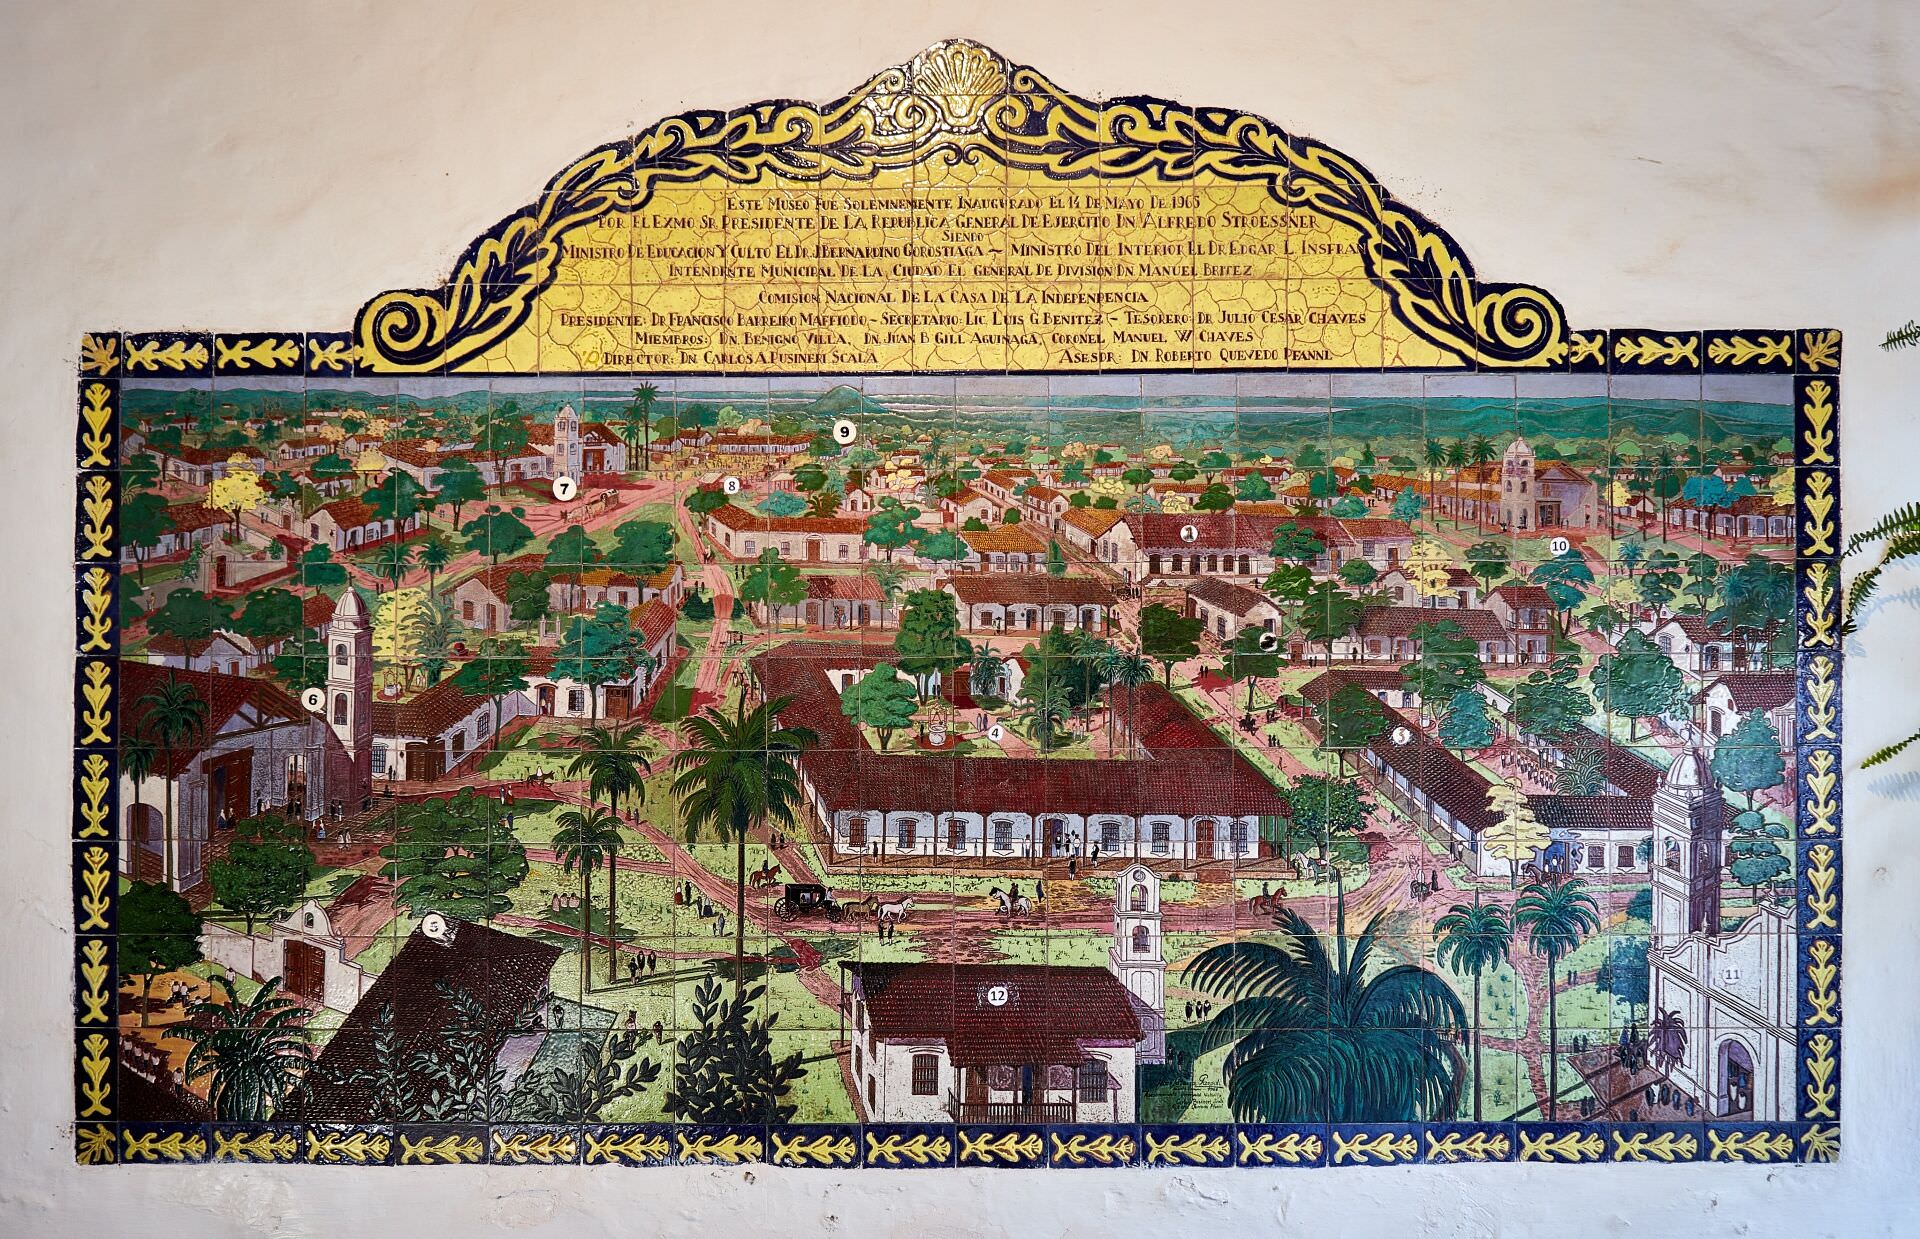 ESTE MUSEO FUE SOLEMNEMENTE INAUGURADO EL 14 DE MAYO DE 1965
POR EL EXMO SR PRESIDENTE DE LA REPUBLICA GENERAL DE EJERCITO DN ALFREDO STROESSNER
SIENDO
MINISTRO DE EDUCACION Y CULTO EL DR. J. BERNARDINO GOROSTIAGA - MINISTRO DEL INTERIOR EL DR EDGAR L INSFRAN
INTENDENTE MUNICIPAL DE LA CIUDAD EL GENERAL DE DIVISION DN MANUEL BRITEZ
COMISION NACIONAL DE LA CASA DE LA INDEPENDENCIA
PRESIDENTE: DR FRANCISCO BARREIRO MAFFIODO - SECRETARIO: LIC. LUIS G. BENITEZ - TESORERO: DR JULIO CESAR CHAVES
MIEMBROS: DN. BENIGNO VILLA, DN. JUAN B GILL AGUINAGA, CORONEL MANUEL W CHAVES
DIRECTOR: DN CARLOS A. PUSINERI SCALA ASESOR: DN. ROBERTO QUEVEDO PFANNL
9
7
8
1
10
6
4
3
5
11
12